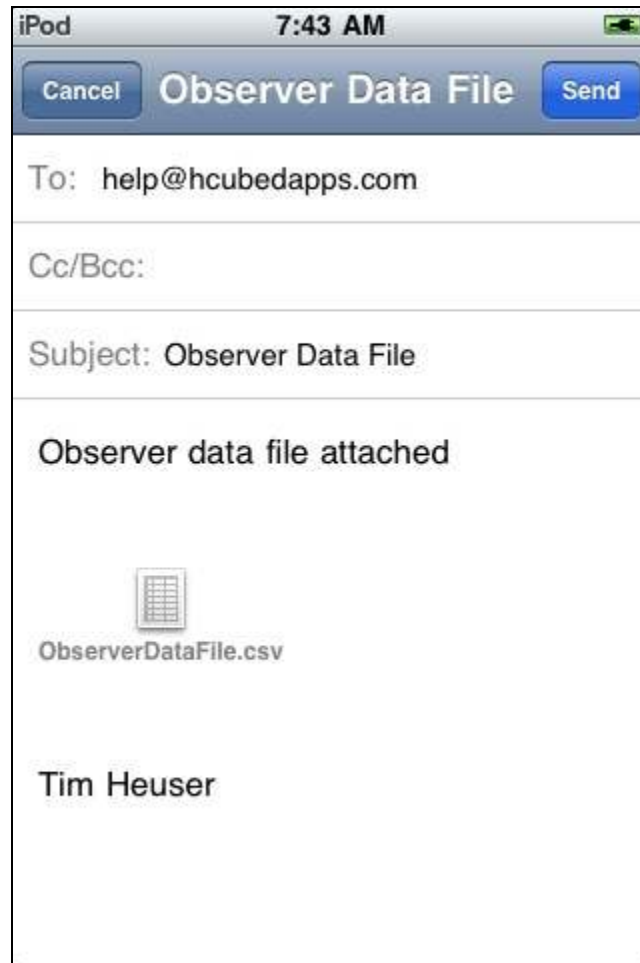 iPod 7:43 AM
Cancel Observer Data File Send
To: help@hcubedapps.com
Cc/Bcc:
Subject: Observer Data File
Observer data file attached
ObserverDataFile.csv
Tim Heuser